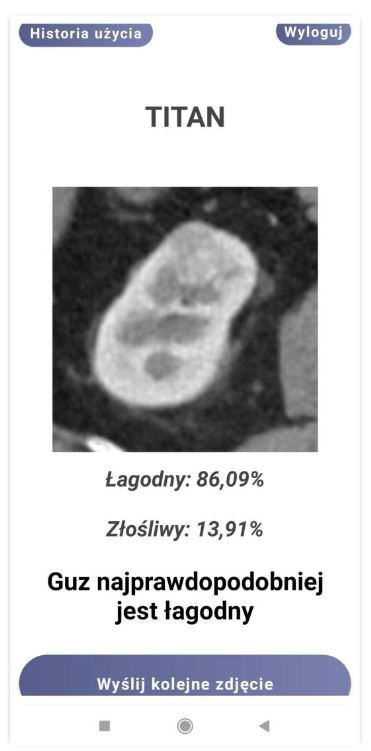 Historia użycia
Wyloguj
TITAN
Łagodny: 86,09%
Złośliwy: 13,91%
Guz najprawdopodobniej
jest łagodny
Wyślij kolejne zdjęcie